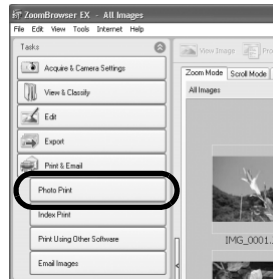 ZoomBrowser EX - All Images
File Edit View Tools Internet Help
Tasks
View Image
Acquire & Camera Settings
Zoom Mode Scroll Mode
View & Classify
All Images
Edit
Export
Print & Email
Photo Print
Index Print
Print Using Other Software
IMG_0001.
Email Images